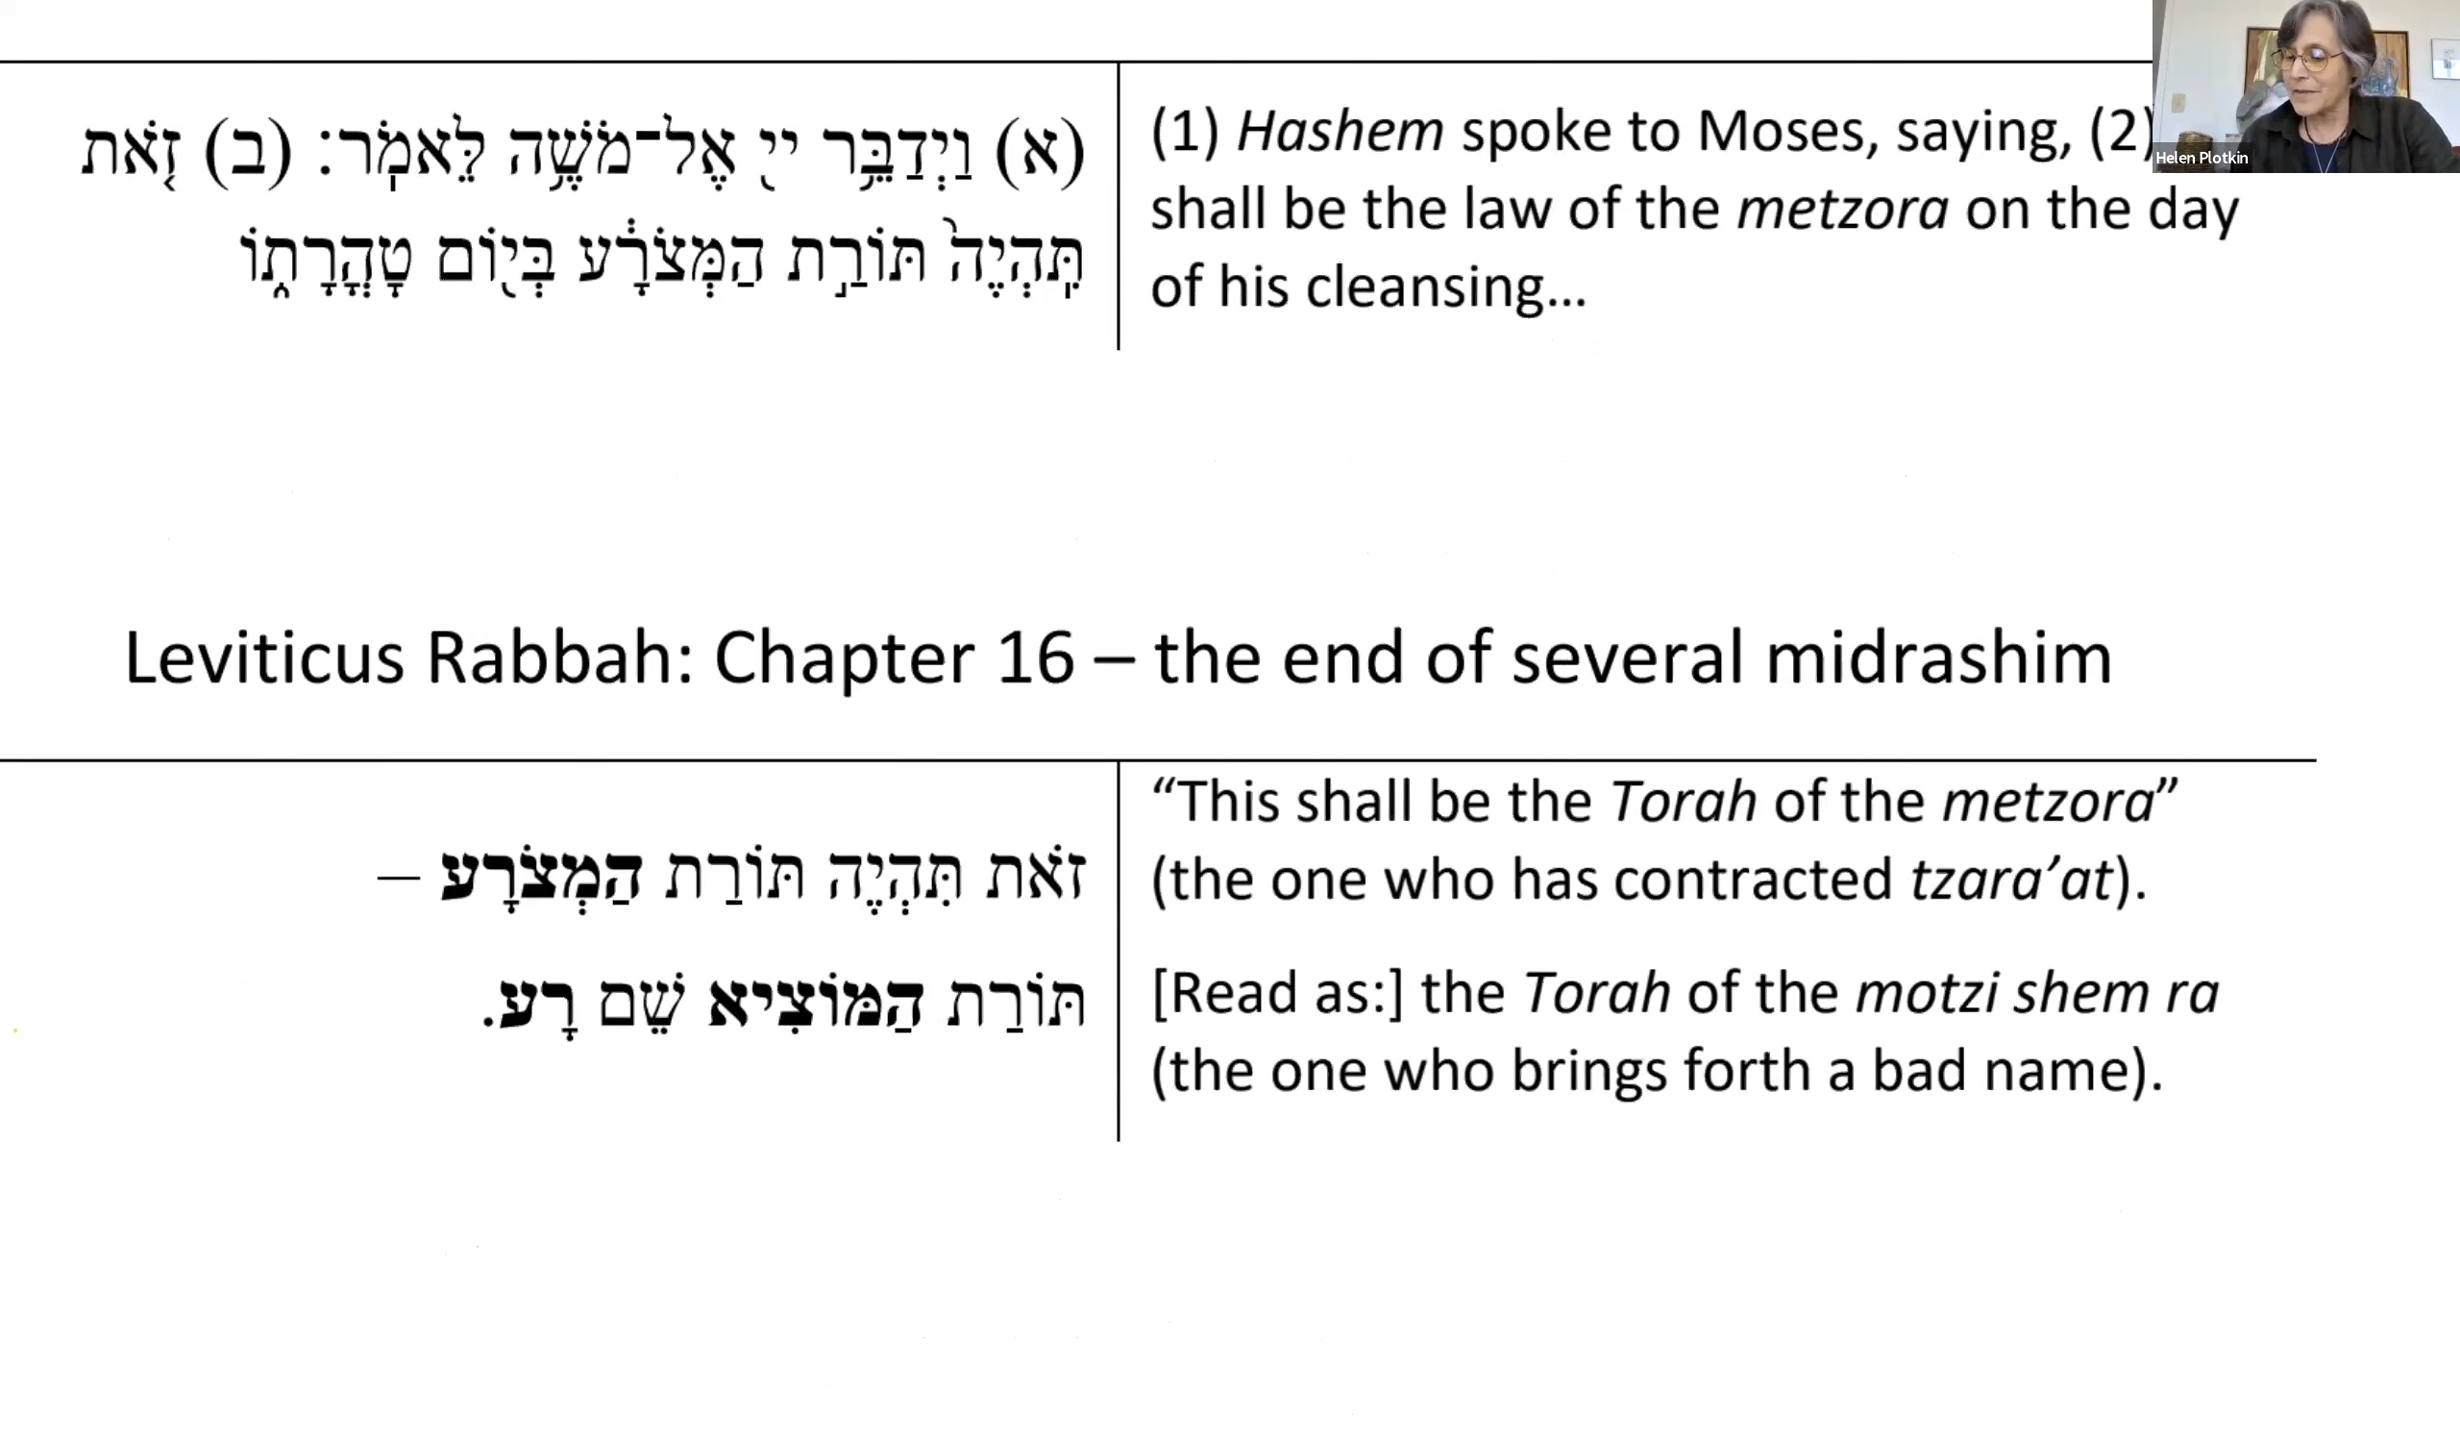 (א) וַיְדַבֵּ֥ר יְיָ֖ אֶל־מֹשֶׁ֥ה לֵּאמֹֽר׃ (ב) זֹ֤את
תִּֽהְיֶה֙ תּוֹרַ֣ת הַמְּצֹרָ֔ע בְּי֖וֹם טָהֳרָת֑וֹ
(1) Hashem spoke to Moses, saying, (2)
shall be the law of the metzora on the day
of his cleansing...
Helen Plotkin
Leviticus Rabbah: Chapter 16 – the end of several midrashim
זֹאת תִּהְיֶה תּוֹרַת הַמְּצֹרָע –
תּוֹרַת הַמּוֹצִיא שֵׁם רָע.
“This shall be the Torah of the metzora”
(the one who has contracted tzara’at).
[Read as:] the Torah of the motzi shem ra
(the one who brings forth a bad name).